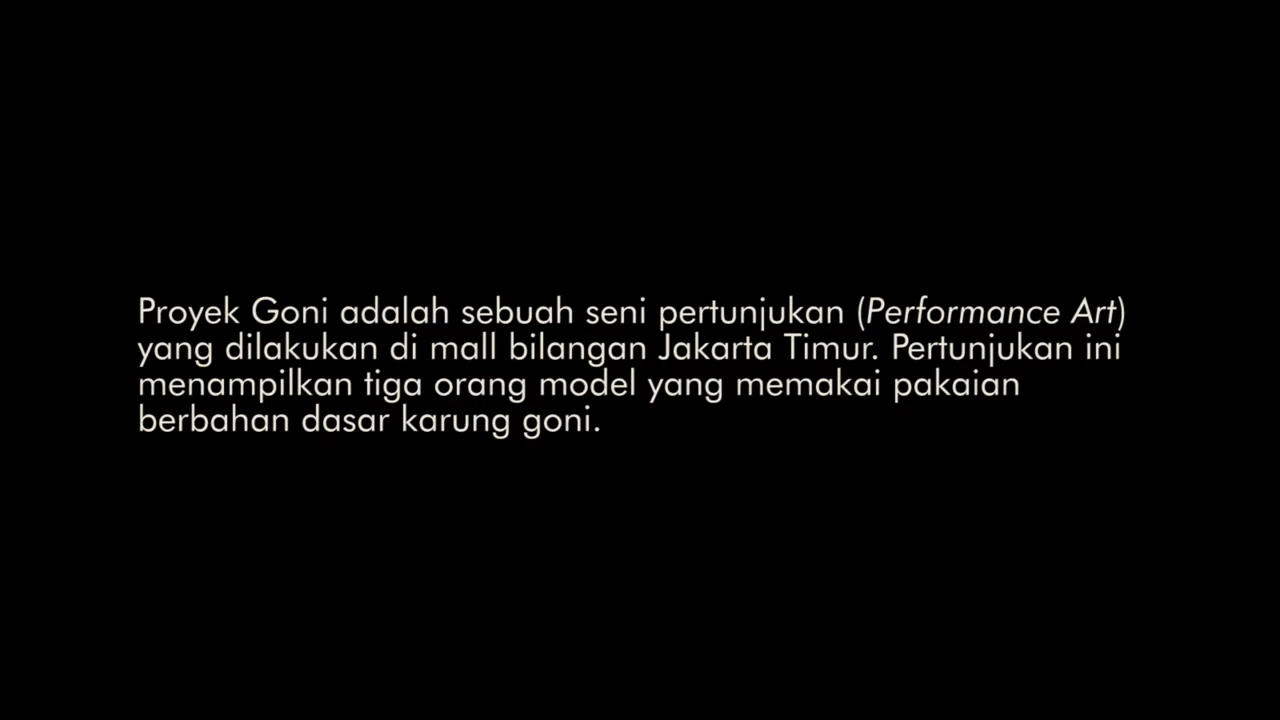 Proyek Goni adalah sebuah seni pertunjukan (Performance Art)
yang dilakukan di mall bilangan Jakarta Timur. Pertunjukan ini
menampilkan tiga orang model yang memakai pakaian
berbahan dasar karung goni.